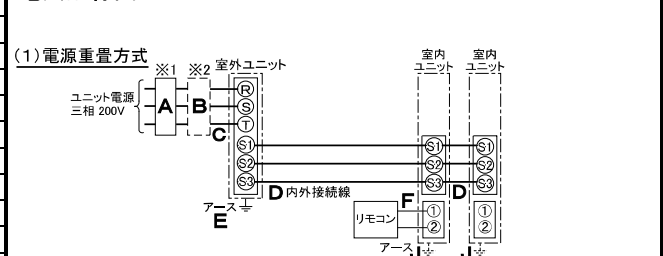 (1)電源重畳方式
※1 ※2 室外ユニット
室内
ユニット
室内
ユニット
ユニット電源
三相 200V
A
B
C
R
S
T
S1
S2
S3
S1
S2
S3
S1
S2
S3
D 内外接続線
D
アース
E
F
リモコン
①
②
①
②
アース